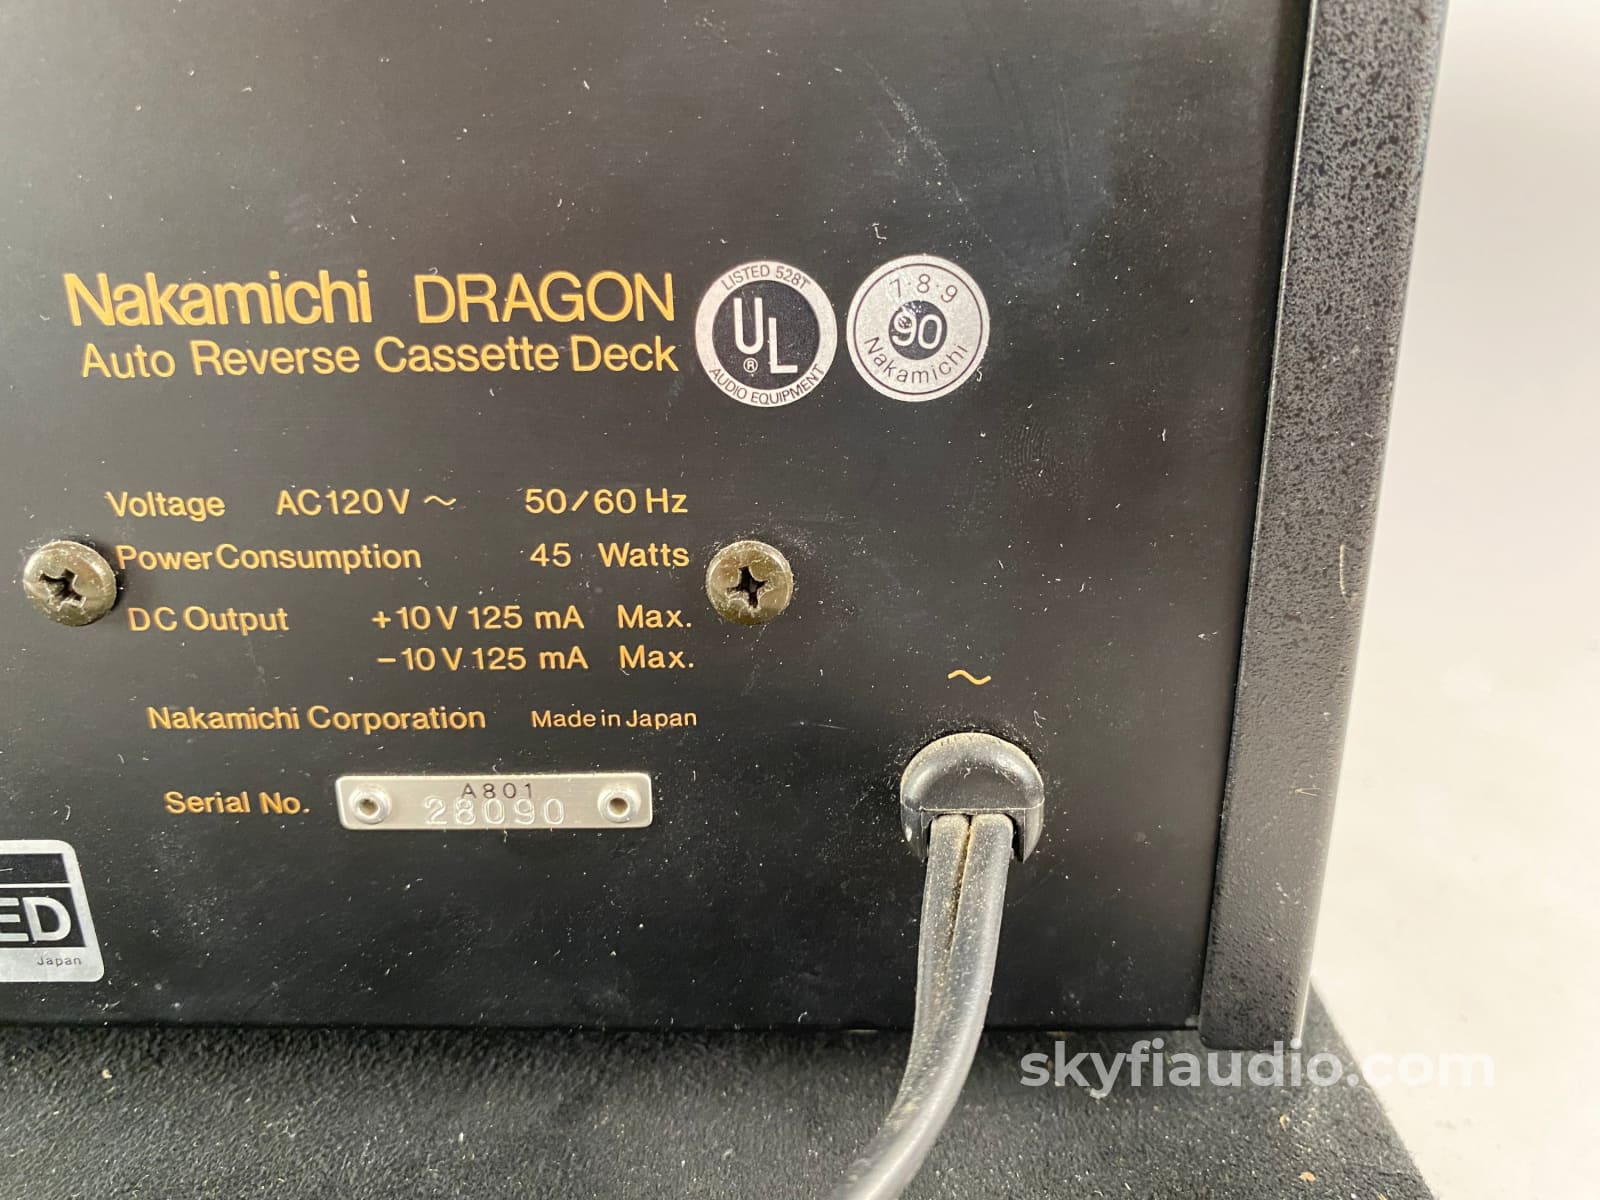 Nakamichi DRAGON
Auto Reverse Cassette Deck
LISTED 528T
UL
®
AUDIO EQUIPMENT
7·8·9
90
Nakamichi
Voltage AC120V ~ 50/60 Hz
Power Consumption 45 Watts
DC Output +10V 125 mA Max.
−10V 125 mA Max.
~
Nakamichi Corporation Made in Japan
Serial No.
A801
28090
ED
Japan
skyfiaudio.com